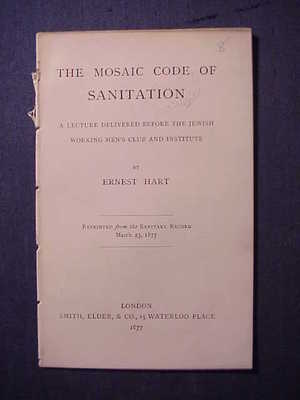 8
THE MOSAIC CODE OF
SANITATION
A LECTURE DELIVERED BEFORE THE JEWISH
WORKING MEN'S CLUB AND INSTITUTE
BY
ERNEST HART
REPRINTED from the SANITARY RECORD
March 23, 1877
LONDON
SMITH, ELDER, & CO., 15 WATERLOO PLACE
1877